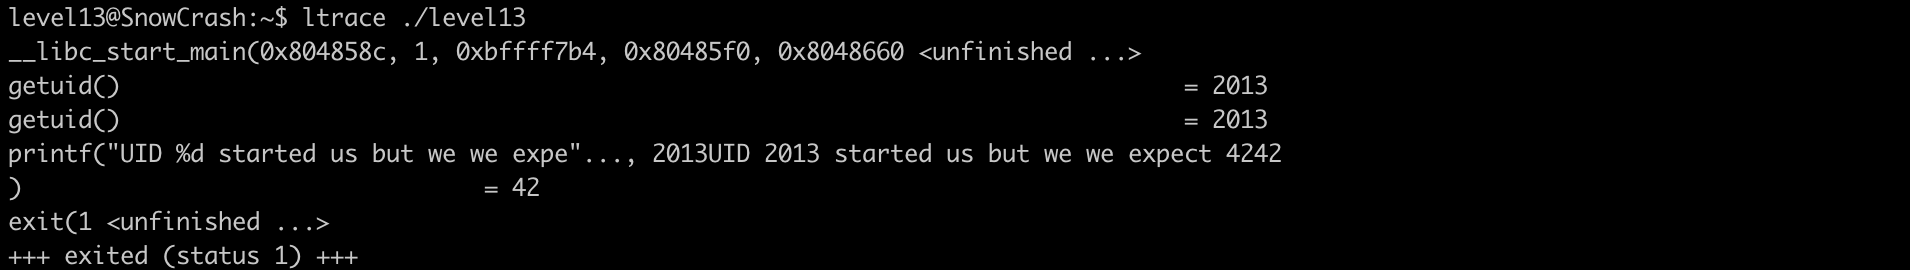 level13@SnowCrash:~$ ltrace ./level13
__libc_start_main(0x804858c, 1, 0xbffff7b4, 0x80485f0, 0x8048660 <unfinished ...>
getuid()                                                                            = 2013
getuid()                                                                            = 2013
printf("UID %d started us but we we expe"..., 2013UID 2013 started us but we we expect 4242
)                                 = 42
exit(1 <unfinished ...>
+++ exited (status 1) +++